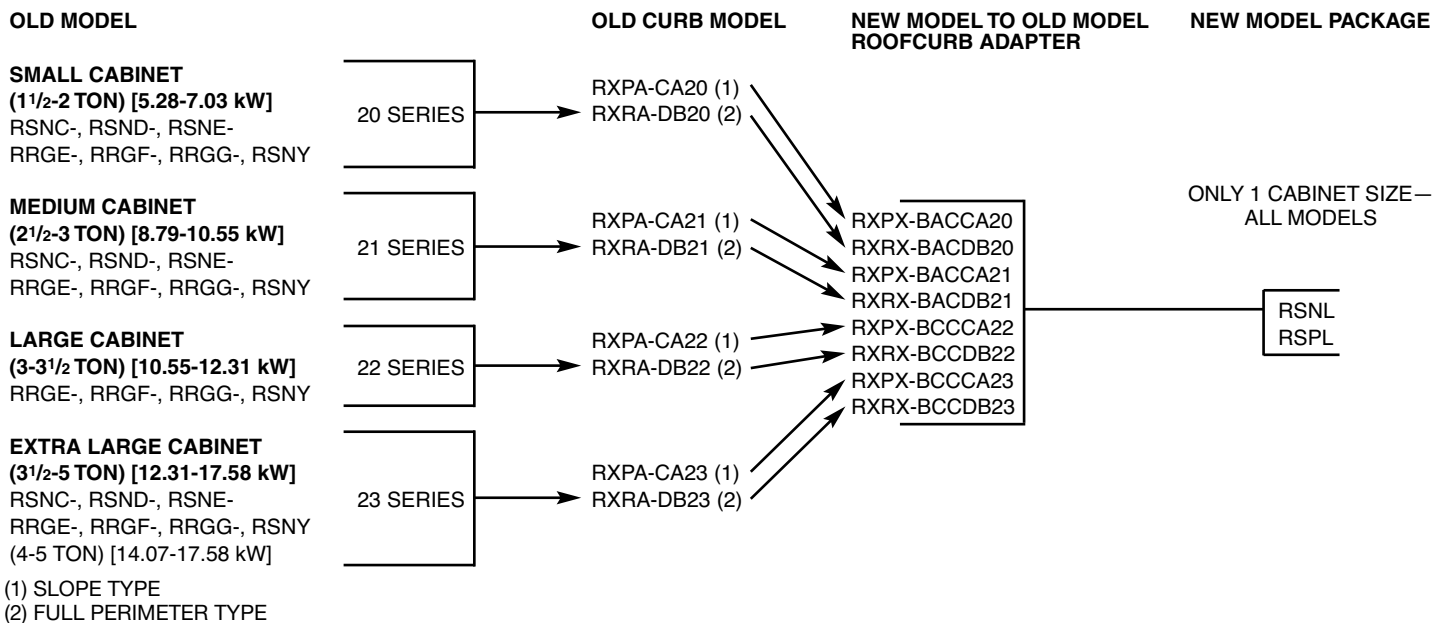 OLD MODEL
OLD CURB MODEL
NEW MODEL TO OLD MODEL
ROOFCURB ADAPTER
NEW MODEL PACKAGE
SMALL CABINET
(1 1/2-2 TON) [5.28-7.03 kW]
RSNC-, RSND-, RSNE-
RRGE-, RRGF-, RRGG-, RSNY
20 SERIES
RXPA-CA20 (1)
RXRA-DB20 (2)
MEDIUM CABINET
(2 1/2-3 TON) [8.79-10.55 kW]
RSNC-, RSND-, RSNE-
RRGE-, RRGF-, RRGG-, RSNY
21 SERIES
RXPA-CA21 (1)
RXRA-DB21 (2)
LARGE CABINET
(3-3 1/2 TON) [10.55-12.31 kW]
RRGE-, RRGF-, RRGG-, RSNY
22 SERIES
RXPA-CA22 (1)
RXRA-DB22 (2)
EXTRA LARGE CABINET
(3 1/2-5 TON) [12.31-17.58 kW]
RSNC-, RSND-, RSNE-
RRGE-, RRGF-, RRGG-, RSNY
(4-5 TON) [14.07-17.58 kW]
23 SERIES
RXPA-CA23 (1)
RXRA-DB23 (2)
RXPX-BACCA20
RXRX-BACDB20
RXPX-BACCA21
RXRX-BACDB21
RXPX-BCCCA22
RXRX-BCCDB22
RXPX-BCCCA23
RXRX-BCCDB23
ONLY 1 CABINET SIZE—
ALL MODELS
RSNL
RSPL
(1) SLOPE TYPE
(2) FULL PERIMETER TYPE